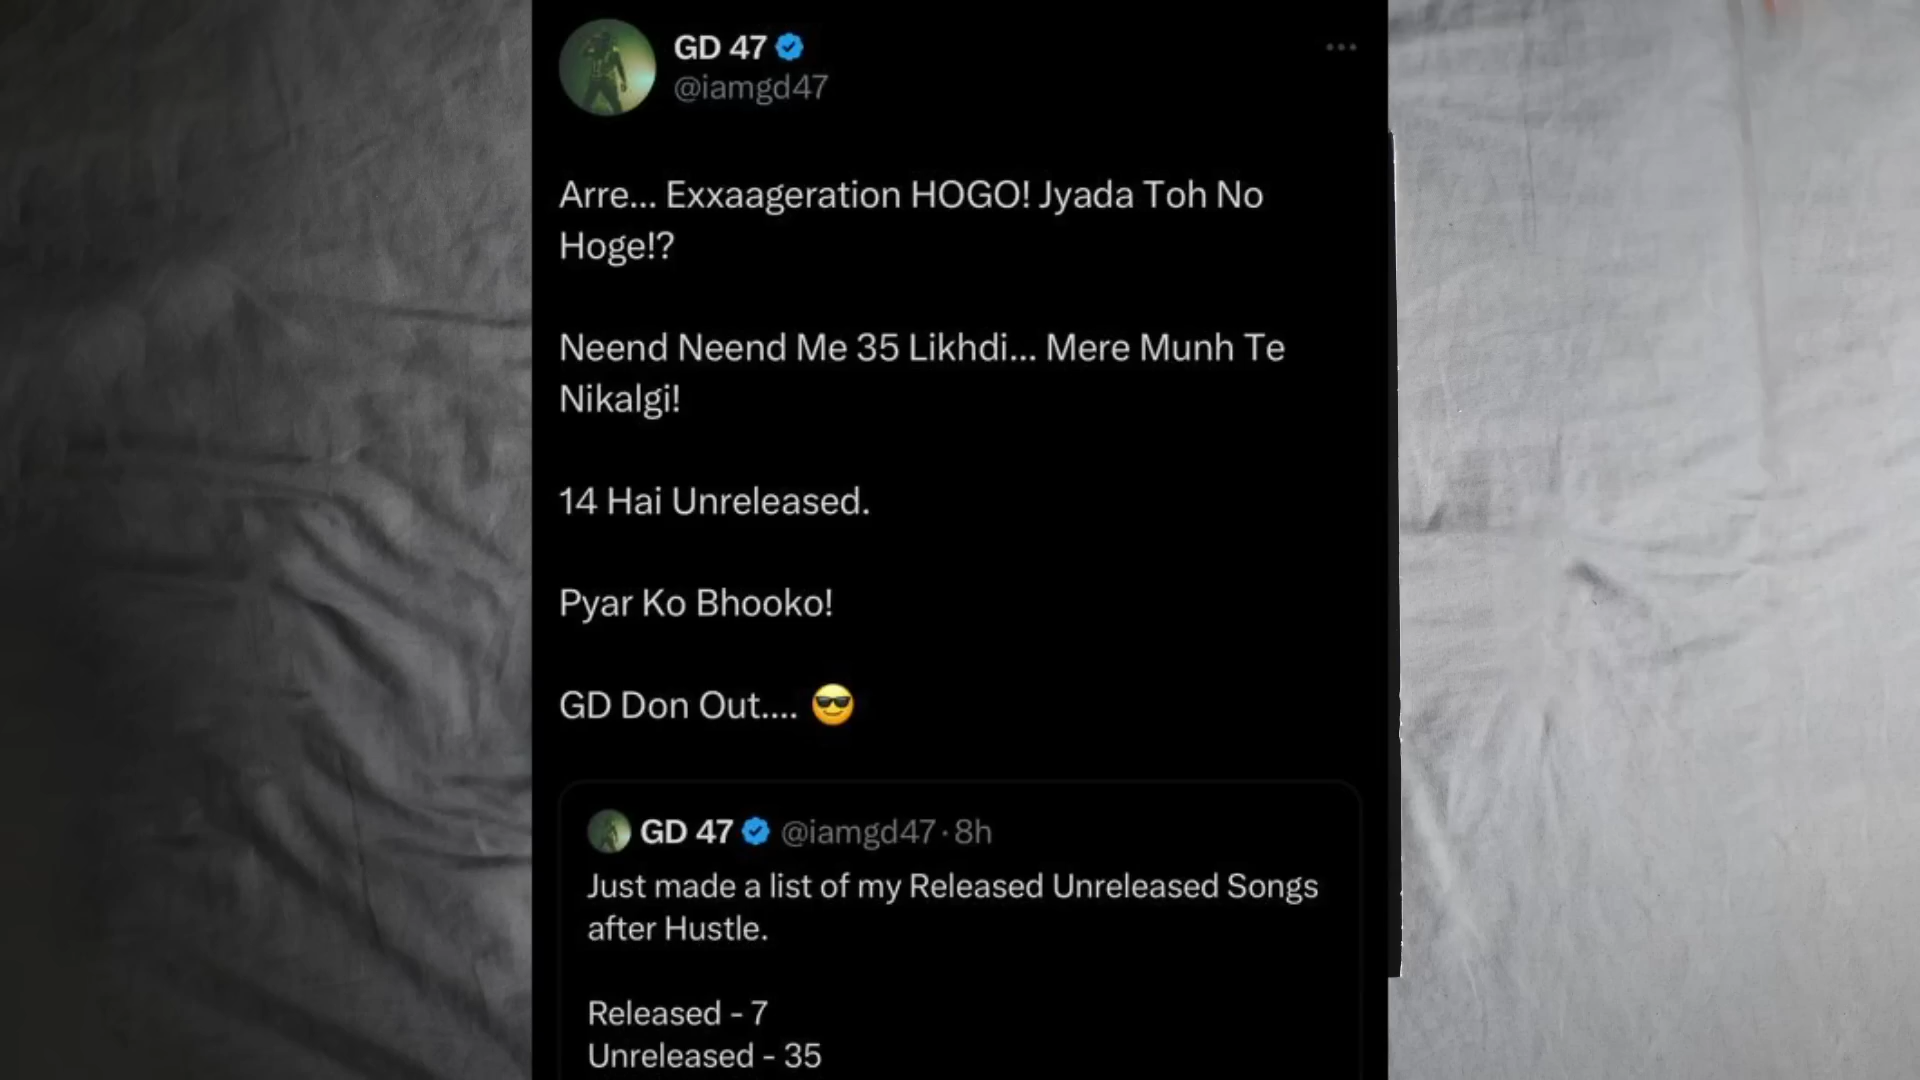 GD 47
@iamgd47
Arre... Exxaageration HOGO! Jyada Toh No
Hoge!?
Neend Neend Me 35 Likhdi... Mere Munh Te
Nikalgi!
14 Hai Unreleased.
Pyar Ko Bhooko!
GD Don Out.... 😎
GD 47 @iamgd47 · 8h
Just made a list of my Released Unreleased Songs
after Hustle.
Released - 7
Unreleased - 35